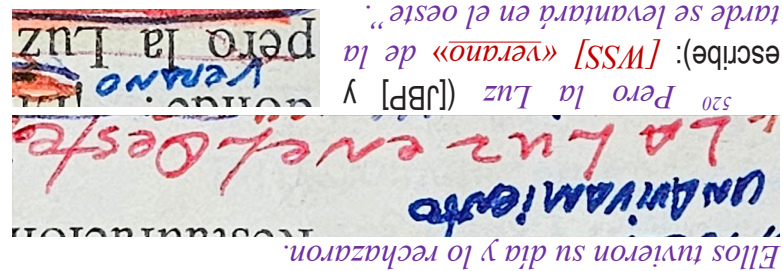 Ellos tuvieron su día y lo rechazaron.
UN AVIVAMIENTO
La Luz en el Oeste
520 Pero la Luz ([JBP] y
escribe): [WSS] «verano» de la
tarde se levantará en el oeste”.
VERANO
pero la Luz